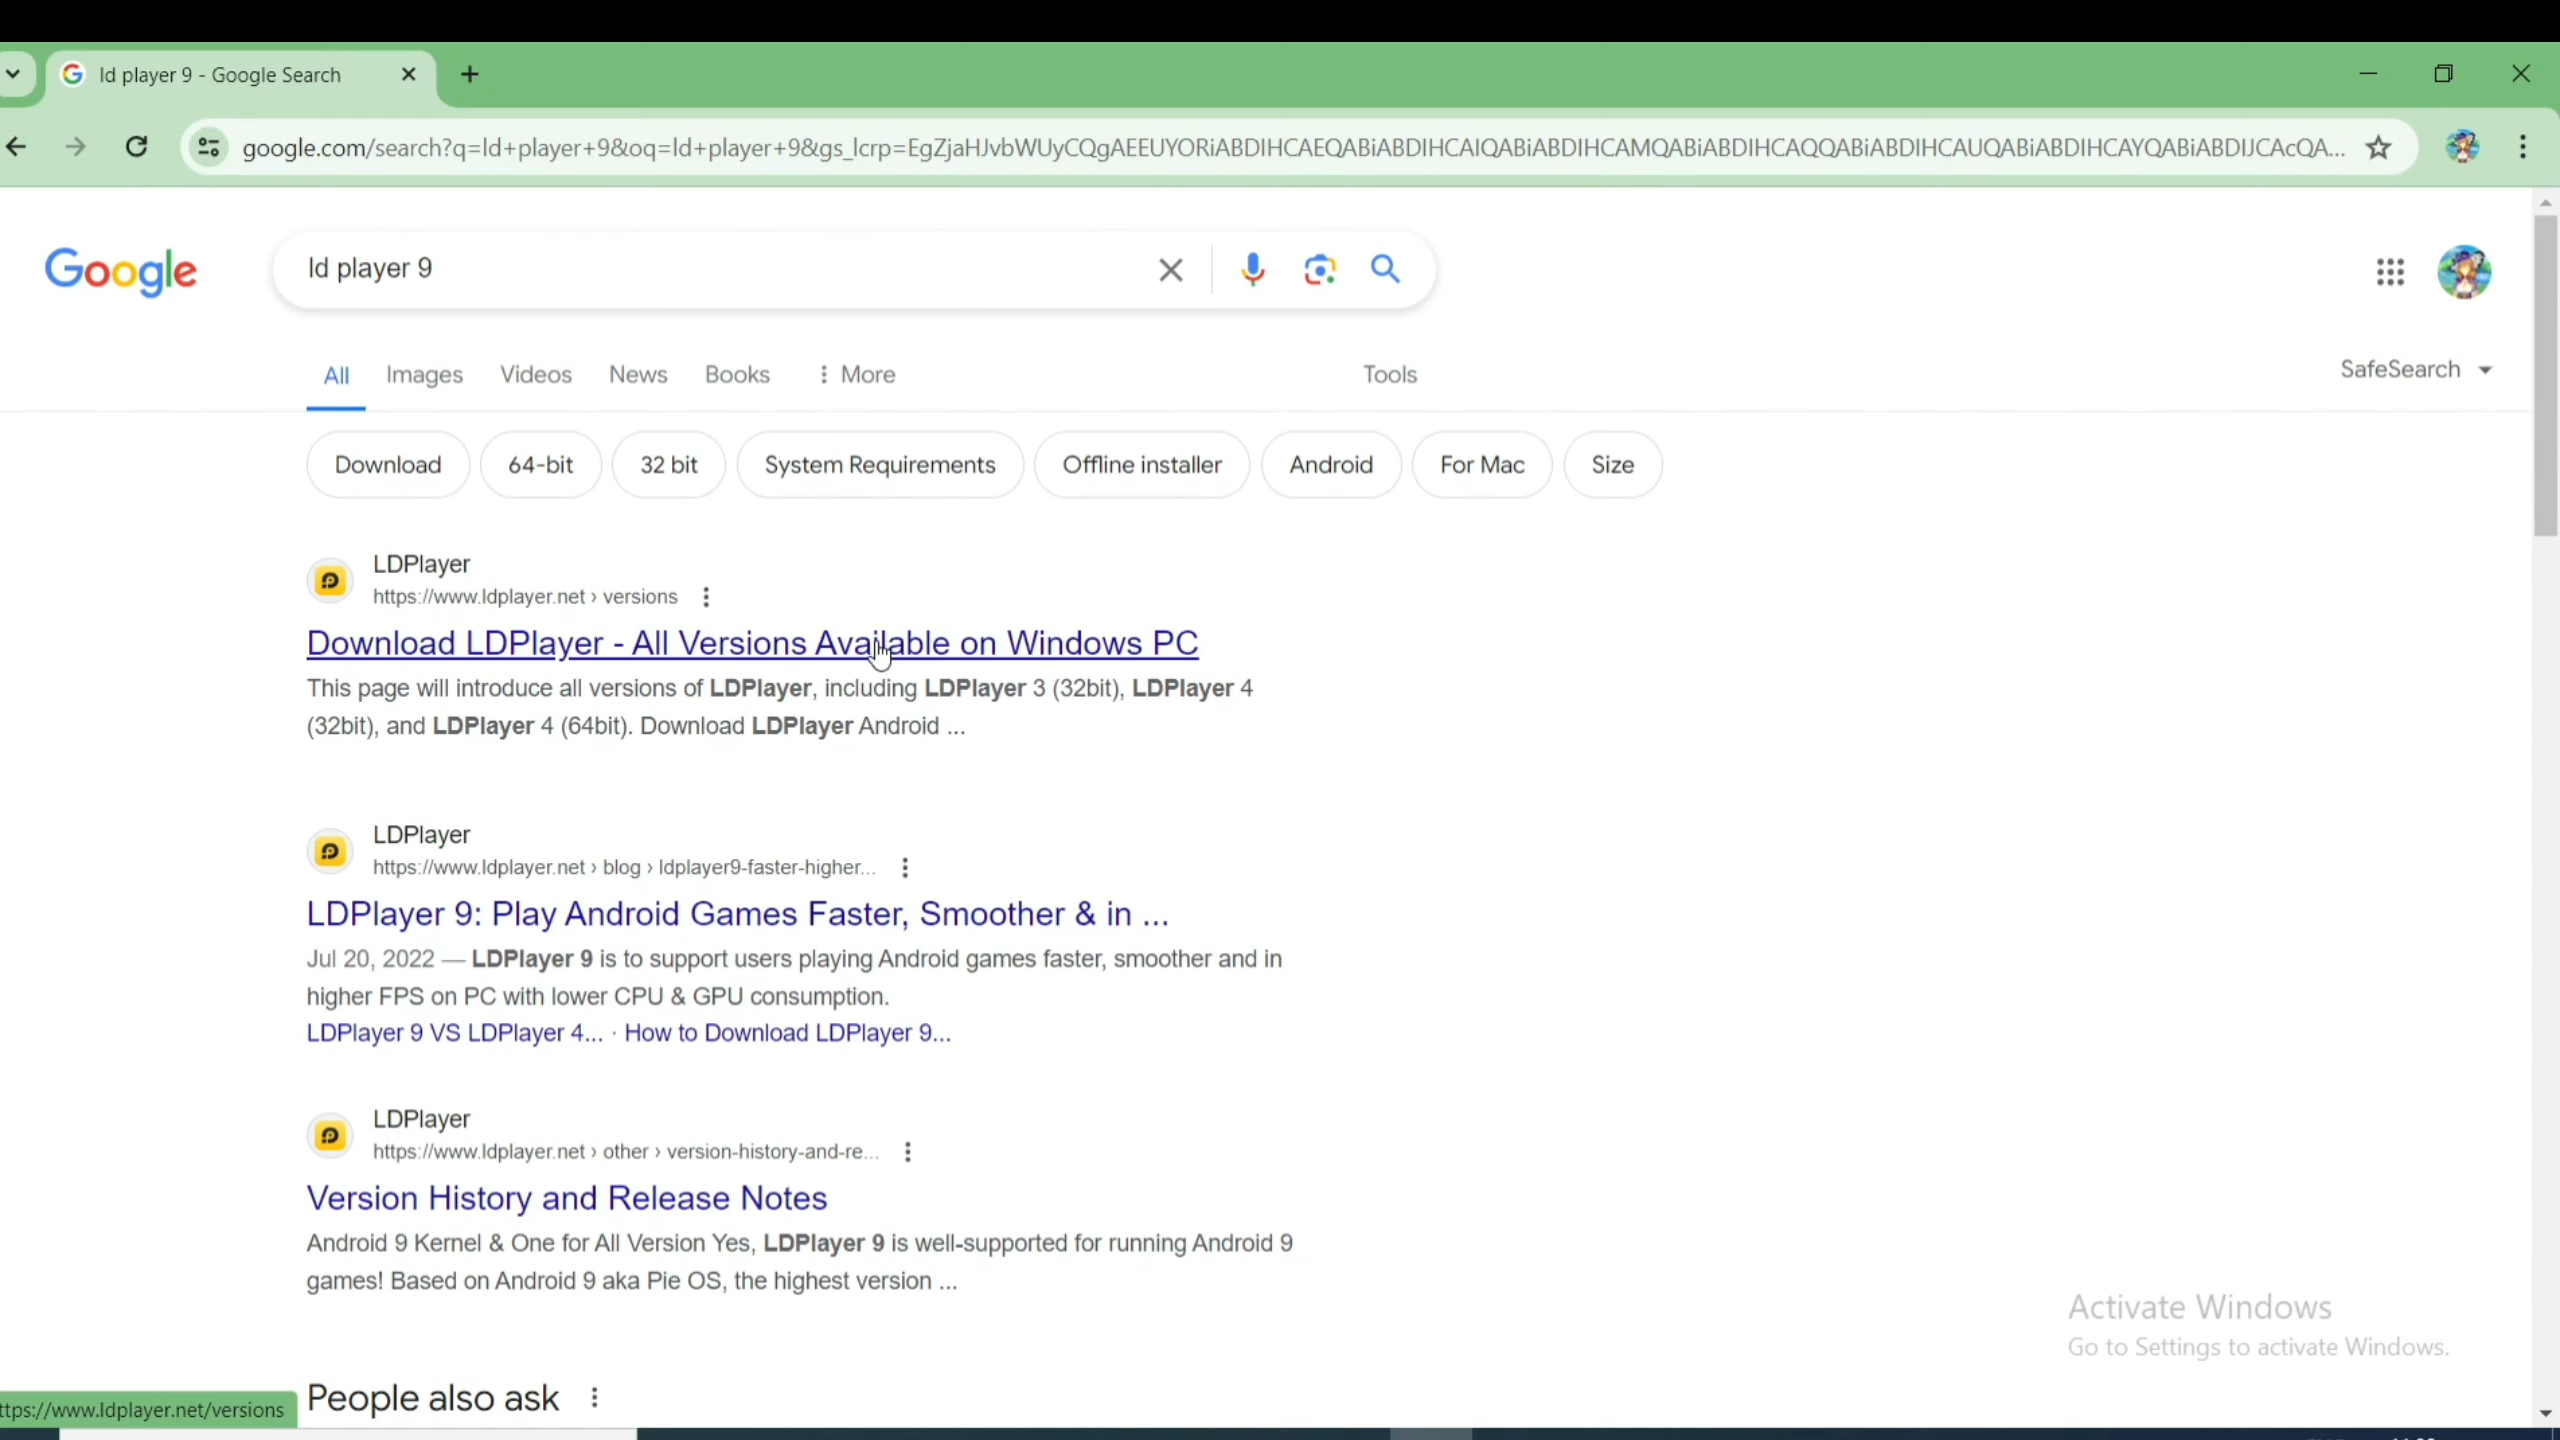 ld player 9 - Google Search
google.com/search?q=ld+player+9&oq=ld+player+9&gs_lcrp=EgZjaHJvbWUyCQgAEEUYORiABDIHCAEQABiABDIHCAIQABiABDIHCAMQABiABDIHCAQQABiABDIHCAUQABiABDIHCAYQABiABDIJCAcQA...
Google
ld player 9
All Images Videos News Books More Tools SafeSearch
Download 64-bit 32 bit System Requirements Offline installer Android For Mac Size
LDPlayer
https://www.ldplayer.net › versions
Download LDPlayer - All Versions Available on Windows PC
This page will introduce all versions of LDPlayer, including LDPlayer 3 (32bit), LDPlayer 4
(32bit), and LDPlayer 4 (64bit). Download LDPlayer Android ...
LDPlayer
https://www.ldplayer.net › blog › ldplayer9-faster-higher...
LDPlayer 9: Play Android Games Faster, Smoother & in ...
Jul 20, 2022 — LDPlayer 9 is to support users playing Android games faster, smoother and in
higher FPS on PC with lower CPU & GPU consumption.
LDPlayer 9 VS LDPlayer 4... · How to Download LDPlayer 9...
LDPlayer
https://www.ldplayer.net › other › version-history-and-re...
Version History and Release Notes
Android 9 Kernel & One for All Version Yes, LDPlayer 9 is well-supported for running Android 9
games! Based on Android 9 aka Pie OS, the highest version ...
Activate Windows
Go to Settings to activate Windows.
People also ask
ttps://www.ldplayer.net/versions